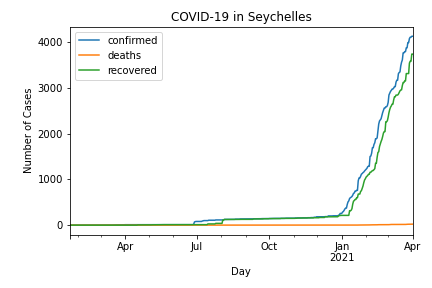 COVID-19 in Seychelles
confirmed
deaths
recovered
Number of Cases
4000
3000
2000
1000
0
Apr
Jul
Oct
Jan
2021
Apr
Day